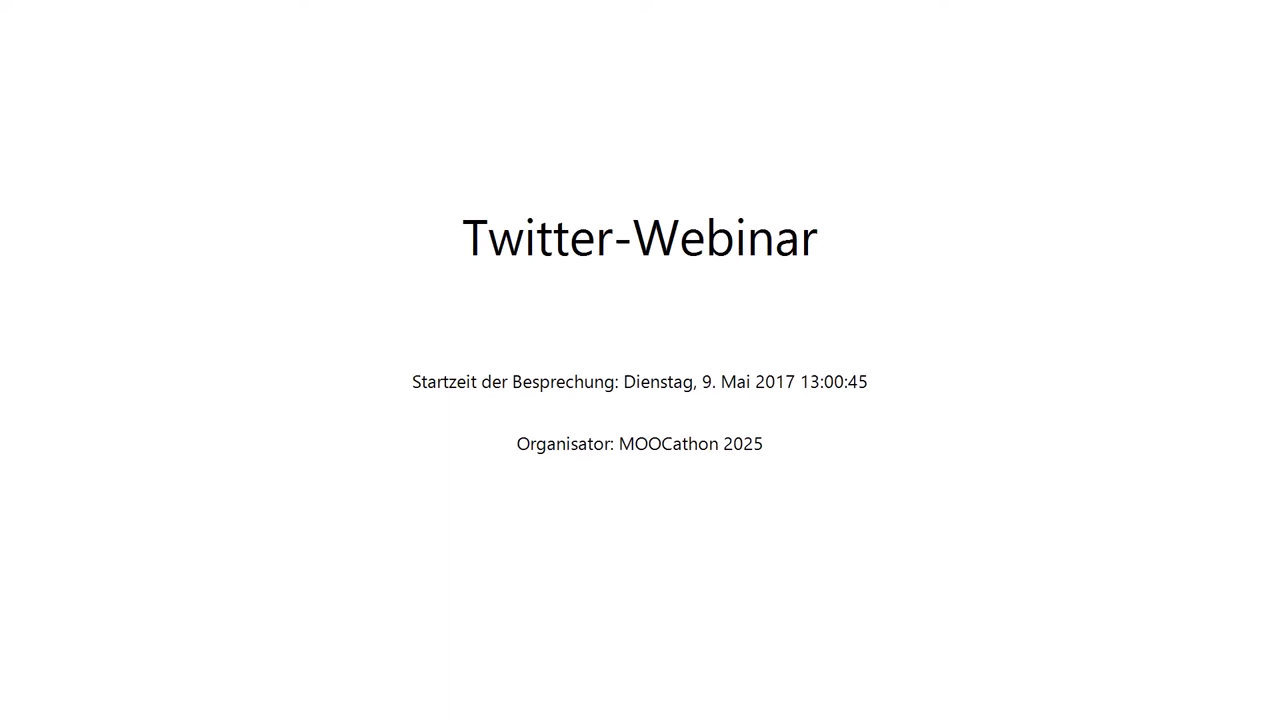 Twitter-Webinar
Startzeit der Besprechung: Dienstag, 9. Mai 2017 13:00:45
Organisator: MOOCathon 2025